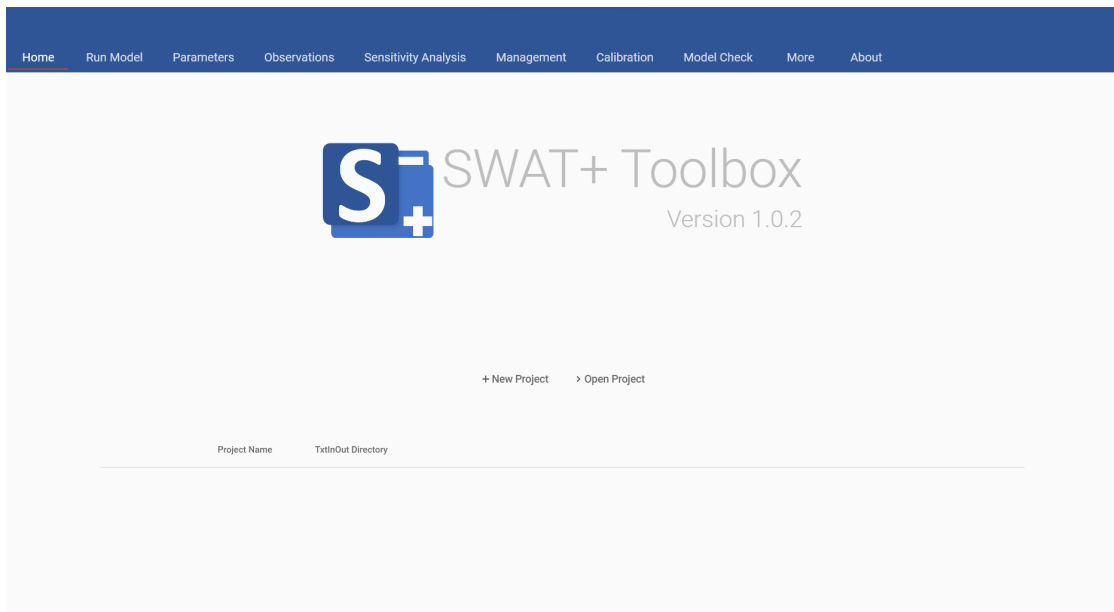 Home Run Model Parameters Observations Sensitivity Analysis Management Calibration Model Check More About
S
SWAT+ Toolbox
Version 1.0.2
+ New Project > Open Project
Project Name TxtInOut Directory